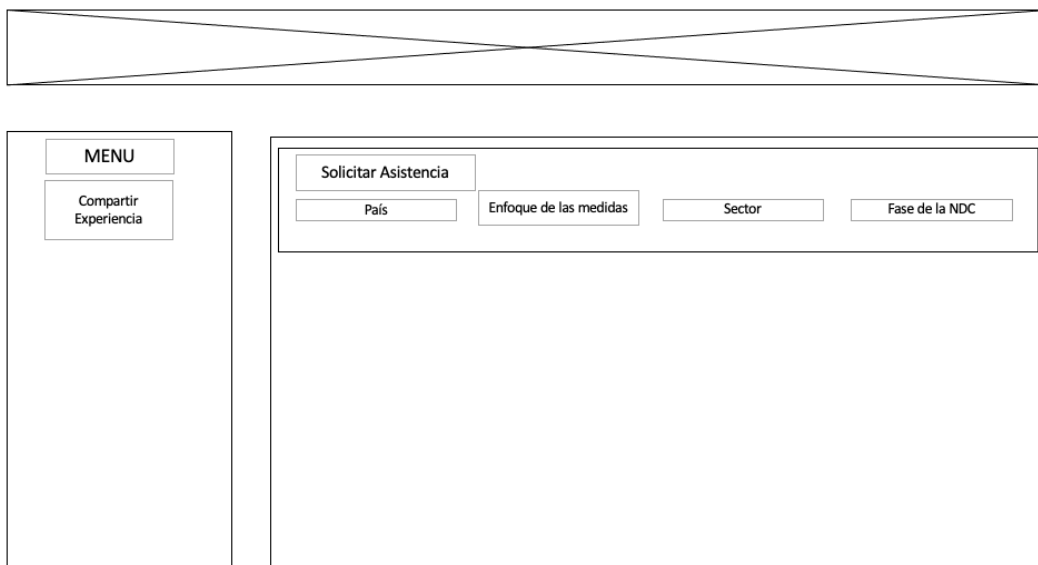 MENU
Compartir
Experiencia
Solicitar Asistencia
País
Enfoque de las medidas
Sector
Fase de la NDC